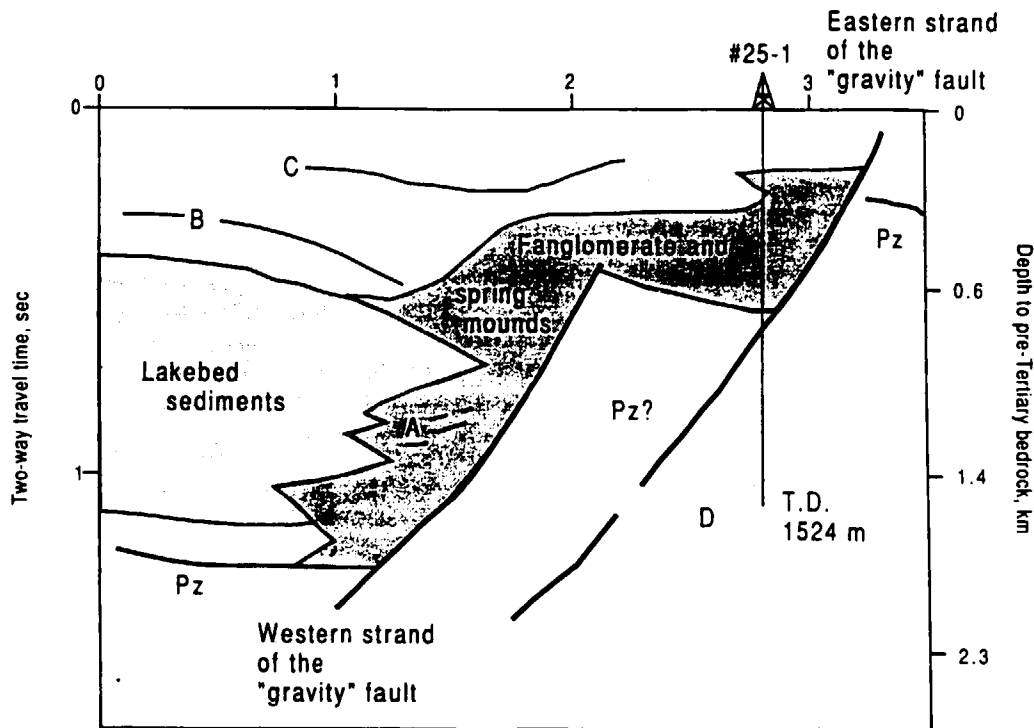 Eastern strand
of the
"gravity" fault
#25-1
0
1
2
3
0
0
C
B
Pz
Fanglomerate and
spring
mounds
0.6
Lakebed
sediments
Pz?
A
1
1.4
T.D.
1524 m
D
Pz
Western strand
of the
"gravity" fault
2.3
Two-way travel time, sec
Depth to pre-Tertiary bedrock, km